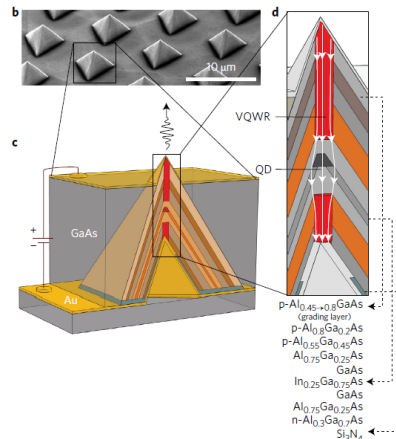 b
10 μm
d
VQWR
QD
c
+
−
GaAs
Au
p-Al0.45→0.8GaAs
(grading layer)
p-Al0.8Ga0.2As
p-Al0.55Ga0.45As
Al0.75Ga0.25As
GaAs
In0.25Ga0.75As
GaAs
Al0.75Ga0.25As
n-Al0.3Ga0.7As
Si3N4